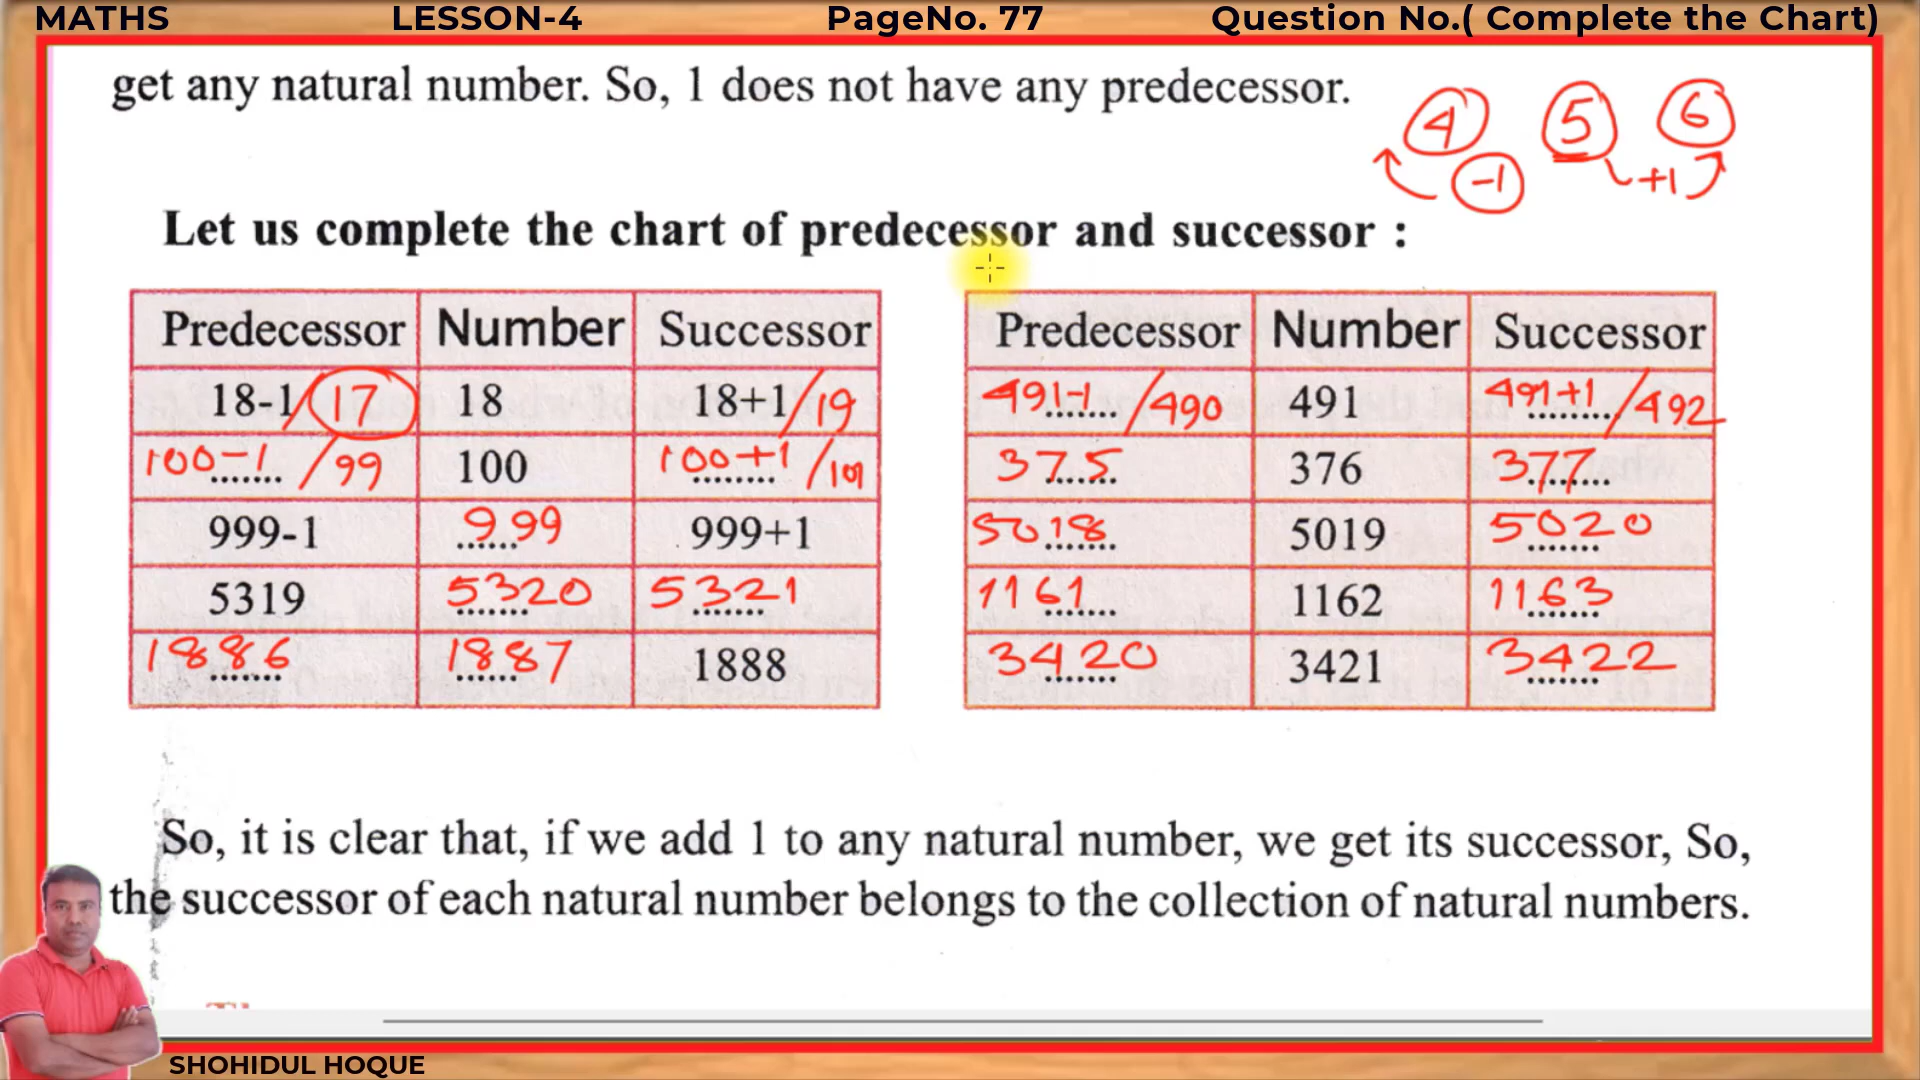 MATHS LESSON-4 PageNo. 77 Question No.( Complete the Chart)
get any natural number. So, 1 does not have any predecessor.
4 5 6
-1 +1
Let us complete the chart of predecessor and successor :
Predecessor Number Successor
18-1/17 18 18+1/19
100-1/99 100 100+1/101
999-1 999 999+1
5319 5320 5321
1886 1887 1888
Predecessor Number Successor
491-1/490 491 491+1/492
375 376 377
5018 5019 5020
1161 1162 1163
3420 3421 3422
So, it is clear that, if we add 1 to any natural number, we get its successor, So,
the successor of each natural number belongs to the collection of natural numbers.
SHOHIDUL HOQUE